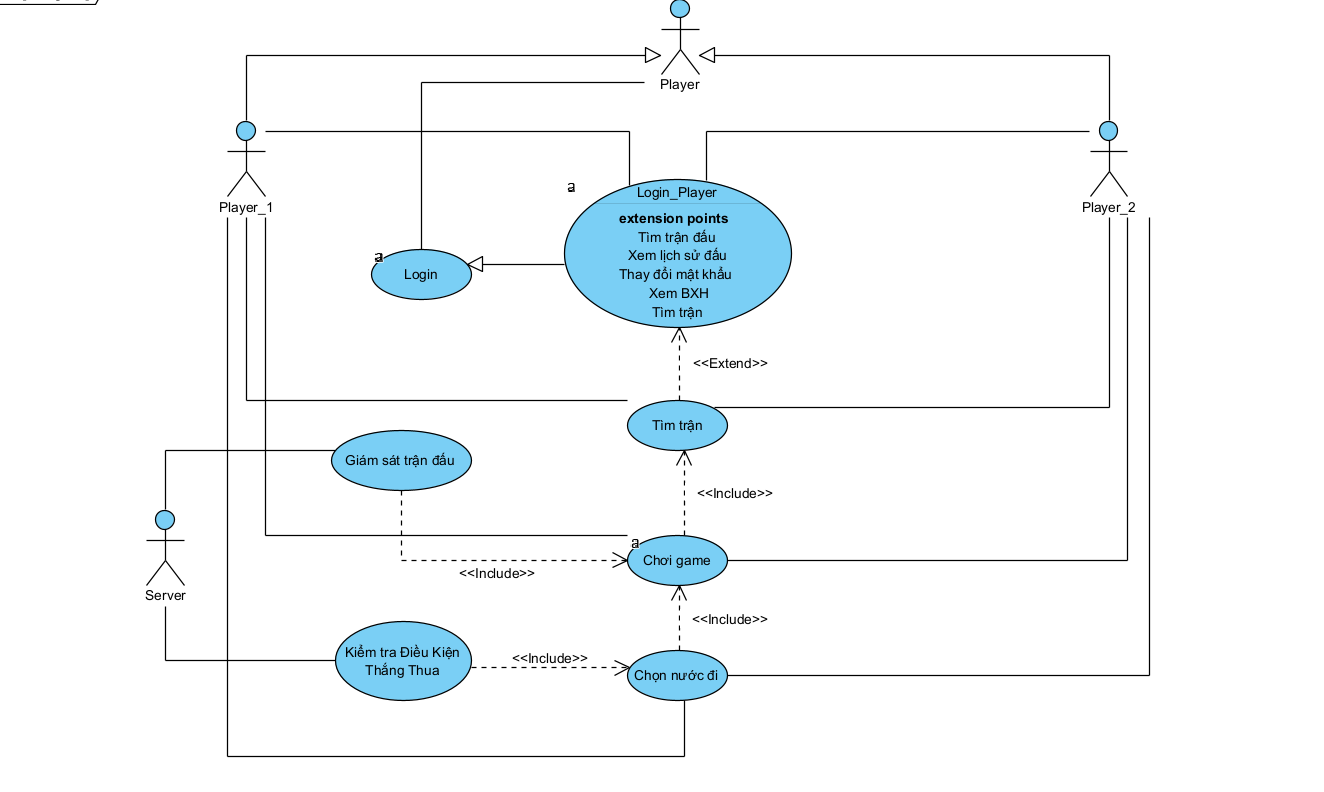 Player
Player_1
Player_2
a
Login_Player
extension points
Tìm trận đấu
Xem lịch sử đấu
Thay đổi mật khẩu
Xem BXH
Tìm trận
a
Login
<<Extend>>
Tìm trận
Giám sát trận đấu
<<Include>>
a
Chơi game
<<Include>>
Server
<<Include>>
Kiểm tra Điều Kiện
Thắng Thua
<<Include>>
Chọn nước đi